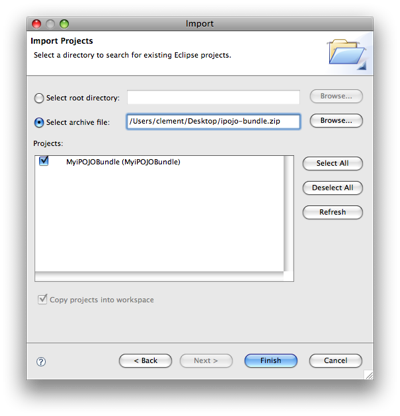 Import
Import Projects
Select a directory to search for existing Eclipse projects.
Select root directory:
Browse...
Select archive file:
/Users/clement/Desktop/ipojo-bundle.zip
Browse...
Projects:
MyiPOJOBundle (MyiPOJOBundle)
Select All
Deselect All
Refresh
Copy projects into workspace
?
< Back
Next >
Finish
Cancel